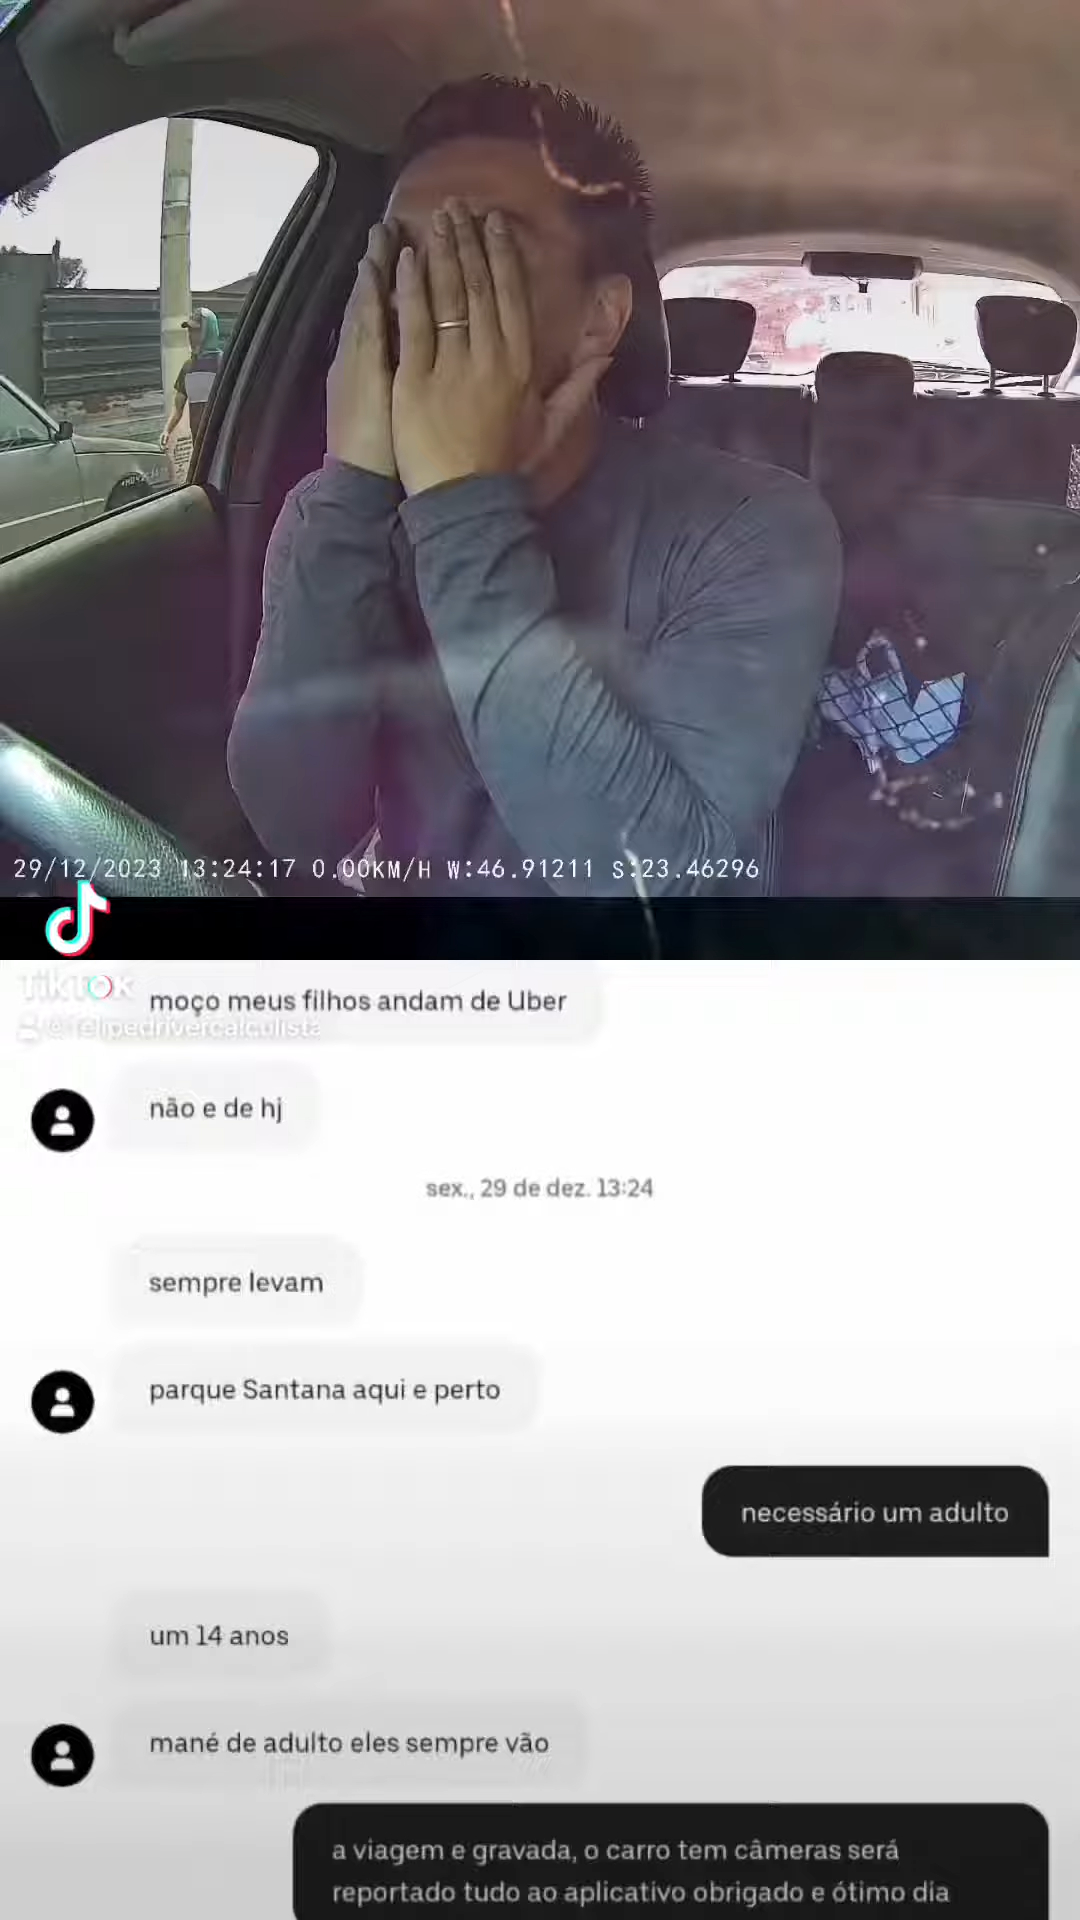 29/12/2023 13:24:17 0.00KM/H W:46.91211 S:23.46296
TikTok
@felipedrivercalculista
moço meus filhos andam de Uber
não e de hj
sex., 29 de dez. 13:24
sempre levam
parque Santana aqui e perto
necessário um adulto
um 14 anos
mané de adulto eles sempre vão
a viagem e gravada, o carro tem câmeras será
reportado tudo ao aplicativo obrigado e ótimo dia